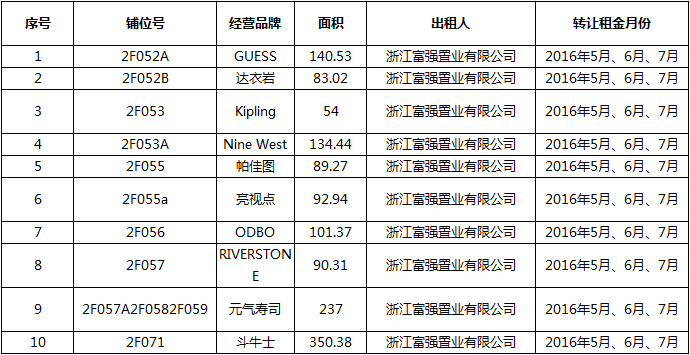 序号 铺位号 经营品牌 面积 出租人 转让租金月份
1 2F052A GUESS 140.53 浙江富强置业有限公司 2016年5月、6月、7月
2 2F052B 达衣岩 83.02 浙江富强置业有限公司 2016年5月、6月、7月
3 2F053 Kipling 54 浙江富强置业有限公司 2016年5月、6月、7月
4 2F053A Nine West 134.44 浙江富强置业有限公司 2016年5月、6月、7月
5 2F055 帕佳图 89.27 浙江富强置业有限公司 2016年5月、6月、7月
6 2F055a 亮视点 92.94 浙江富强置业有限公司 2016年5月、6月、7月
7 2F056 ODBO 101.37 浙江富强置业有限公司 2016年5月、6月、7月
8 2F057 RIVERSTON
E 90.31 浙江富强置业有限公司 2016年5月、6月、7月
9 2F057A2F0582F059 元气寿司 237 浙江富强置业有限公司 2016年5月、6月、7月
10 2F071 斗牛士 350.38 浙江富强置业有限公司 2016年5月、6月、7月